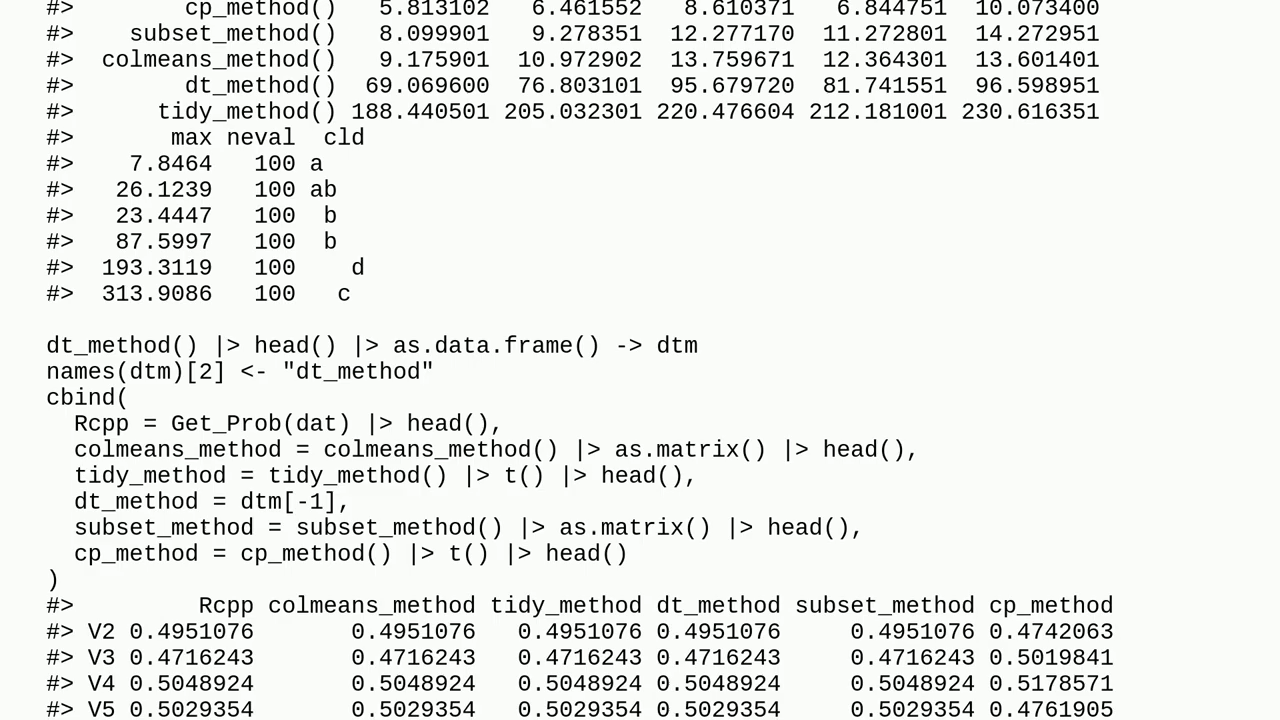 #>        cp_method()   5.813102   6.461552   8.610371   6.844751  10.073400
#>    subset_method()   8.099901   9.278351  12.277170  11.272801  14.272951
#>  colmeans_method()   9.175901  10.972902  13.759671  12.364301  13.601401
#>        dt_method()  69.069600  76.803101  95.679720  81.741551  96.598951
#>      tidy_method() 188.440501 205.032301 220.476604 212.181001 230.616351
#>       max neval  cld
#>    7.8464   100 a
#>   26.1239   100 ab
#>   23.4447   100  b
#>   87.5997   100  b
#>  193.3119   100    d
#>  313.9086   100   c
dt_method() |> head() |> as.data.frame() -> dtm
names(dtm)[2] <- "dt_method"
cbind(
  Rcpp = Get_Prob(dat) |> head(),
  colmeans_method = colmeans_method() |> as.matrix() |> head(),
  tidy_method = tidy_method() |> t() |> head(),
  dt_method = dtm[-1],
  subset_method = subset_method() |> as.matrix() |> head(),
  cp_method = cp_method() |> t() |> head()
)
#>         Rcpp colmeans_method tidy_method dt_method subset_method cp_method
#> V2 0.4951076       0.4951076   0.4951076 0.4951076     0.4951076 0.4742063
#> V3 0.4716243       0.4716243   0.4716243 0.4716243     0.4716243 0.5019841
#> V4 0.5048924       0.5048924   0.5048924 0.5048924     0.5048924 0.5178571
#> V5 0.5029354       0.5029354   0.5029354 0.5029354     0.5029354 0.4761905